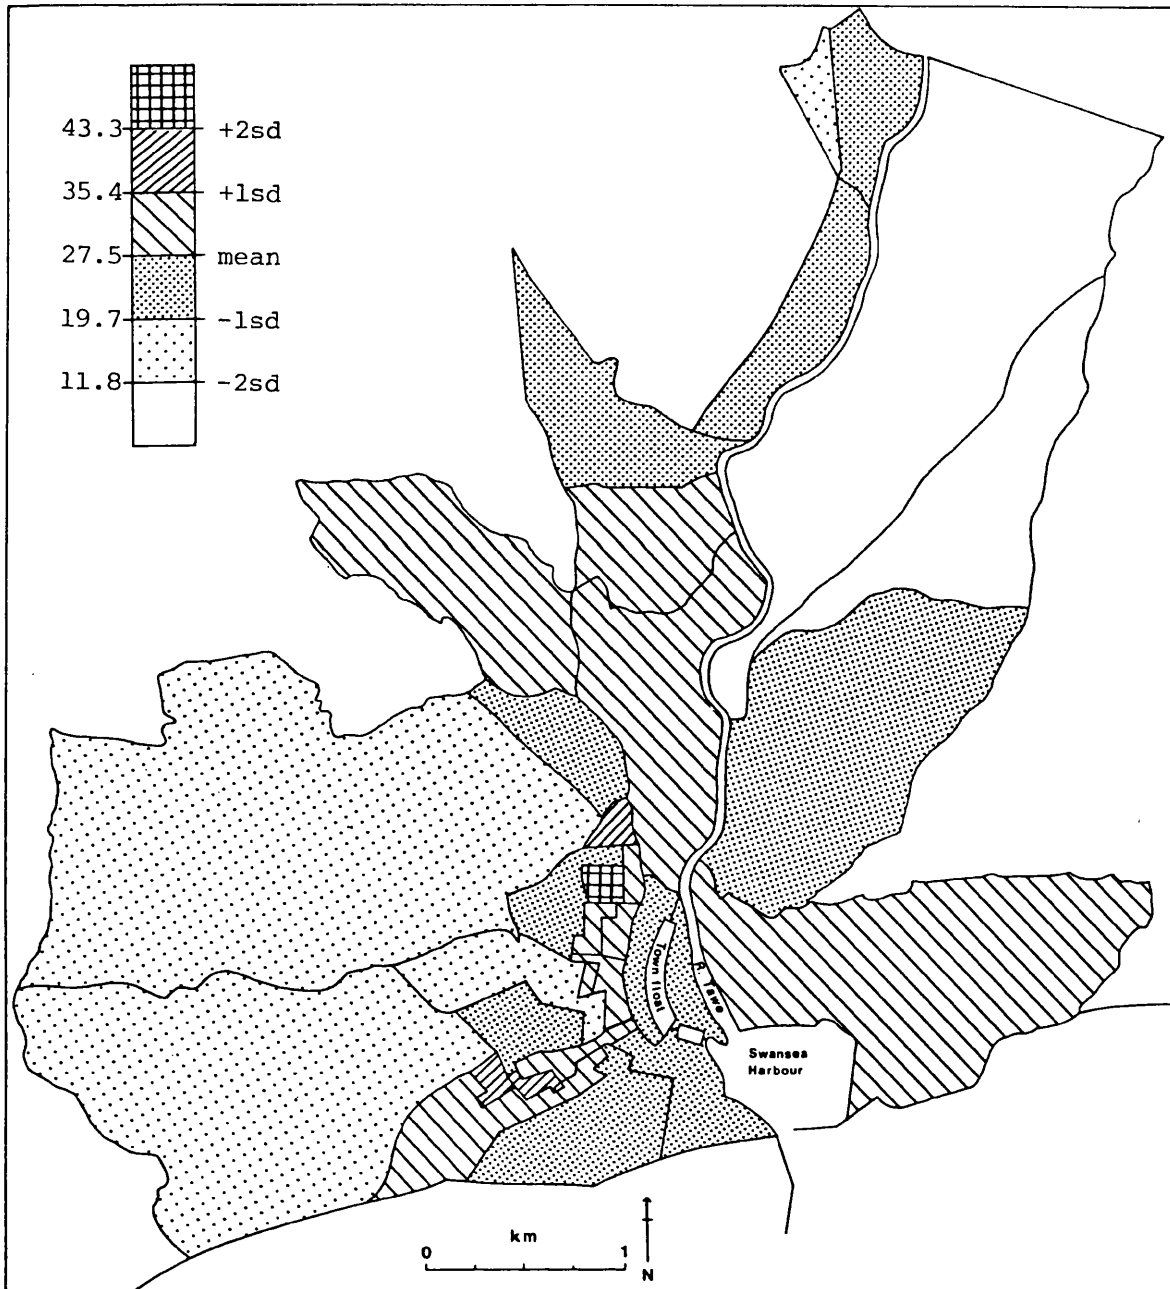 43.3 +2sd
35.4 +1sd
27.5 mean
19.7 -1sd
11.8 -2sd
Town Float
R. Tawe
Swansea
Harbour
km
0 1
N